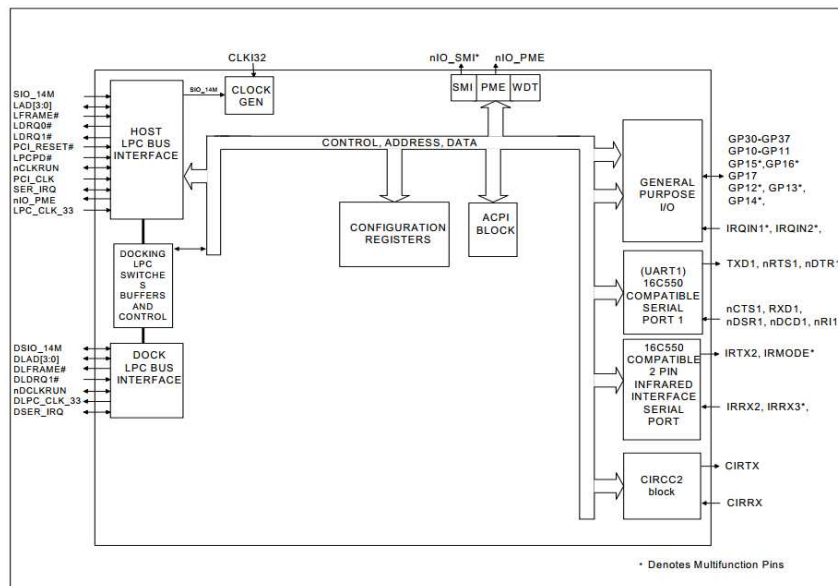 CLKI32
nIO_SMI*
nIO_PME
SIO_14M
LAD[3:0]
LFRAME#
LDRQ0#
LDRQ1#
PCI_RESET#
LPCPD#
nCLKRUN
PCI_CLK
SER_IRQ
nIO_PME
LPC_CLK_33
HOST
LPC BUS
INTERFACE
SIO_14M
CLOCK
GEN
SMI
PME
WDT
CONTROL, ADDRESS, DATA
CONFIGURATION
REGISTERS
ACPI
BLOCK
GENERAL
PURPOSE
I/O
GP30-GP37
GP10-GP11
GP15*,GP16*
GP17
GP12*, GP13*,
GP14*,
IRQIN1*, IRQIN2*,
DOCKING
LPC
SWITCHE
S
BUFFERS
AND
CONTROL
(UART1)
16C550
COMPATIBLE
SERIAL
PORT 1
TXD1, nRTS1, nDTR1
nCTS1, RXD1,
nDSR1, nDCD1, nRI1
DSIO_14M
DLAD[3:0]
DLFRAME#
DLDRQ1#
nDCLKRUN
DLPC_CLK_33
DSER_IRQ
DOCK
LPC BUS
INTERFACE
16C550
COMPATIBLE
2 PIN
INFRARED
INTERFACE
SERIAL
PORT
IRTX2, IRMODE*
IRRX2, IRRX3*,
CIRCC2
block
CIRTX
CIRRX
* Denotes Multifunction Pins